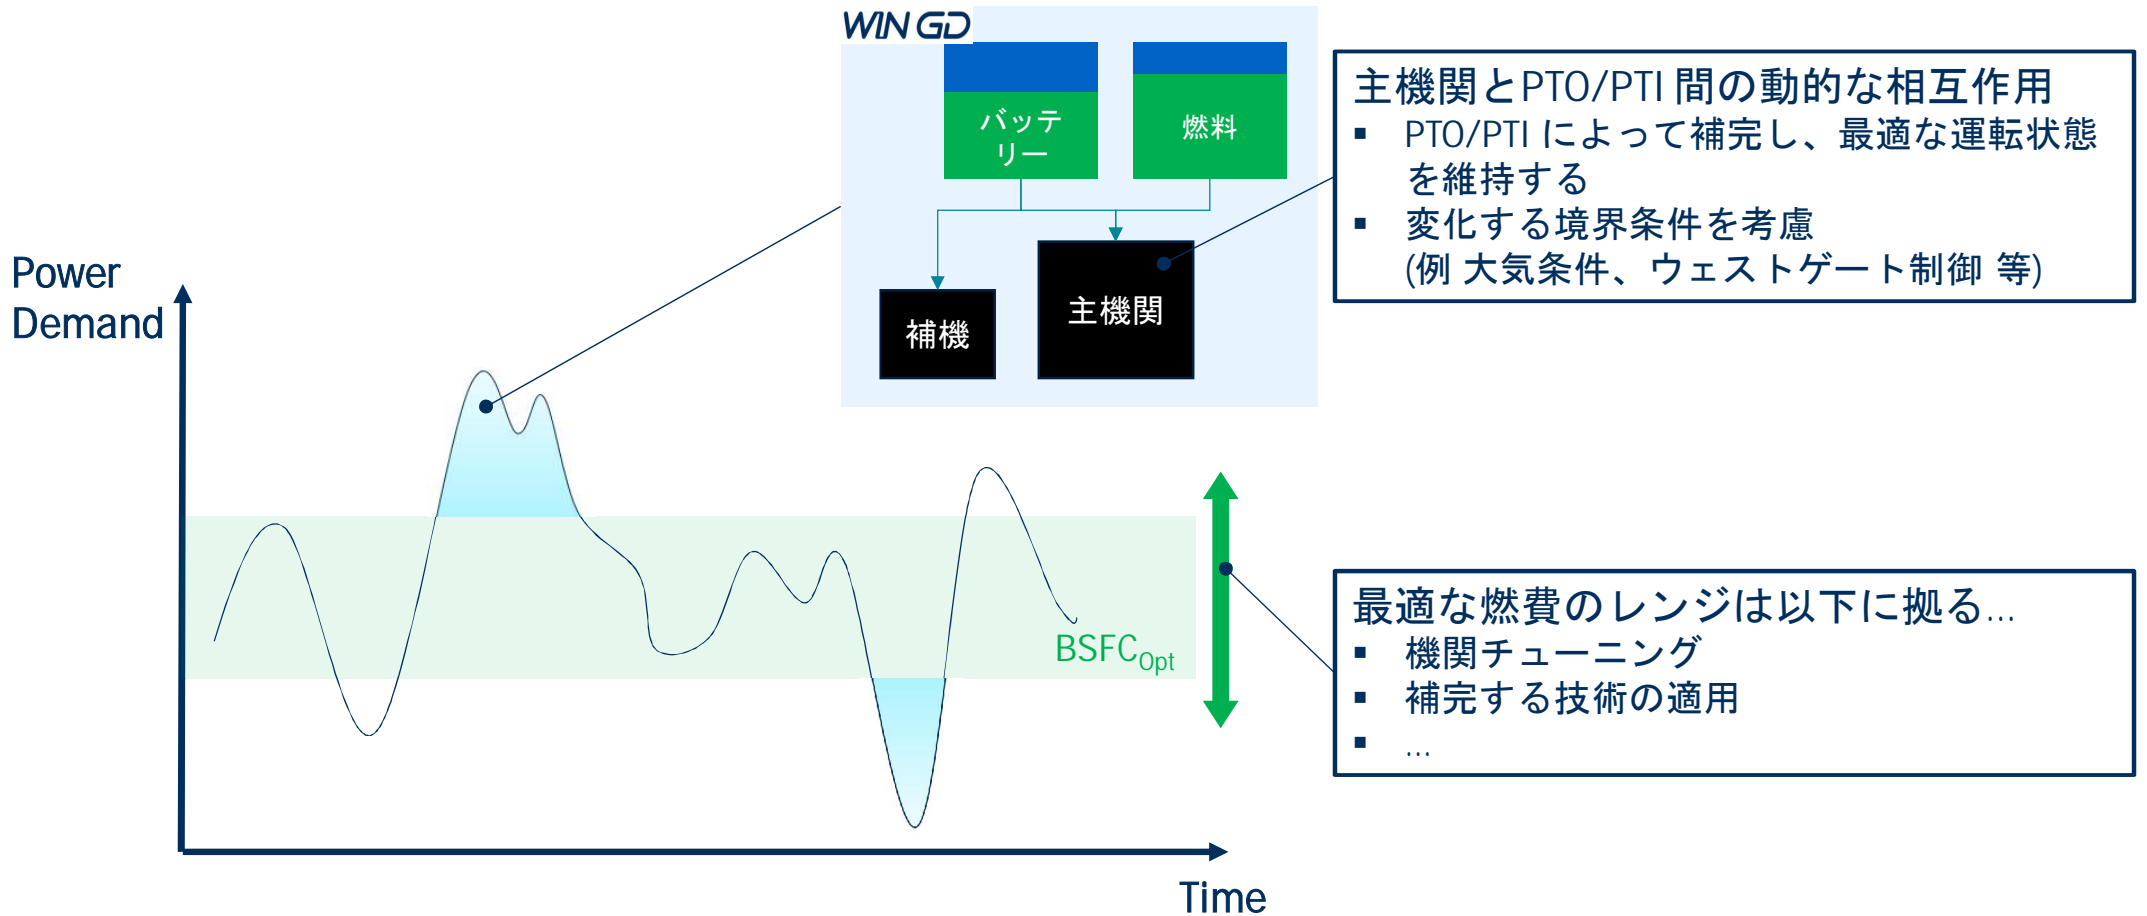 WIN GD
バッテ
リー
燃料
補機
主機関
主機関とPTO/PTI 間の動的な相互作用
▪ PTO/PTI によって補完し、最適な運転状態
を維持する
▪ 変化する境界条件を考慮
(例 大気条件、ウェストゲート制御 等)
Power
Demand
BSFCOpt
最適な燃費のレンジは以下に拠る...
▪ 機関チューニング
▪ 補完する技術の適用
▪ ...
Time